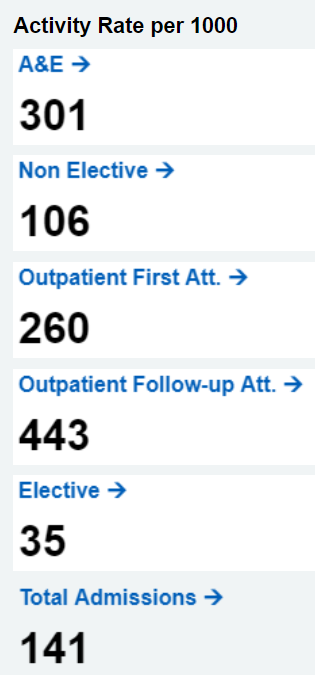 Activity Rate per 1000
A&E →
301
Non Elective →
106
Outpatient First Att. →
260
Outpatient Follow-up Att. →
443
Elective →
35
Total Admissions →
141